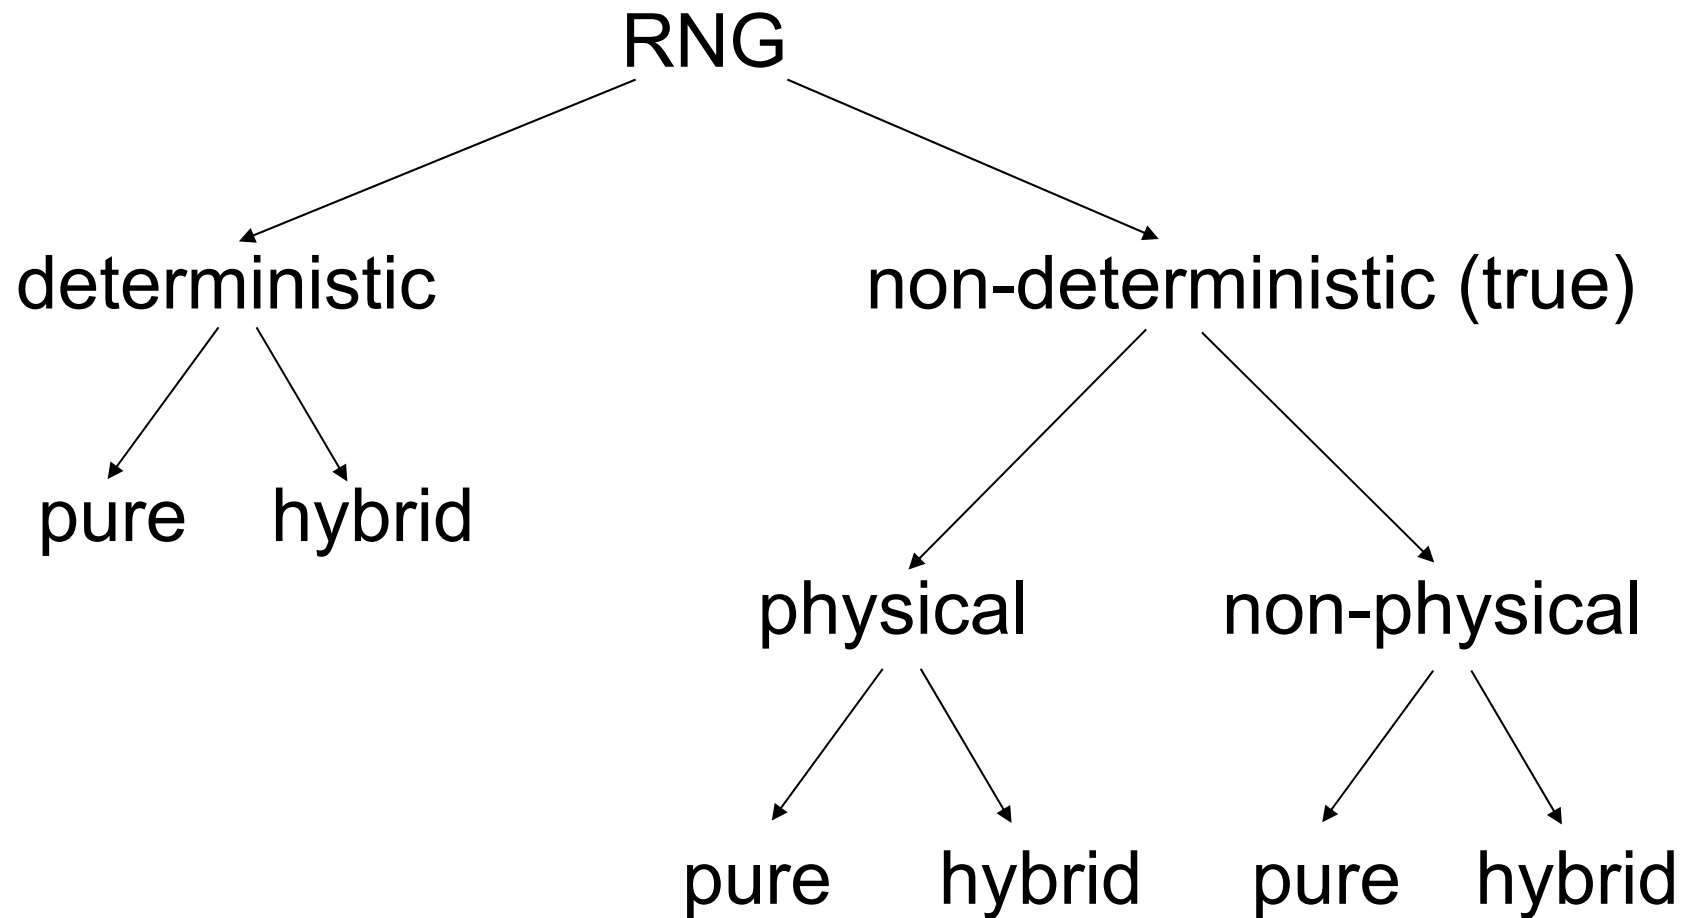 RNG
deterministic non-deterministic (true)
pure hybrid
physical non-physical
pure hybrid pure hybrid